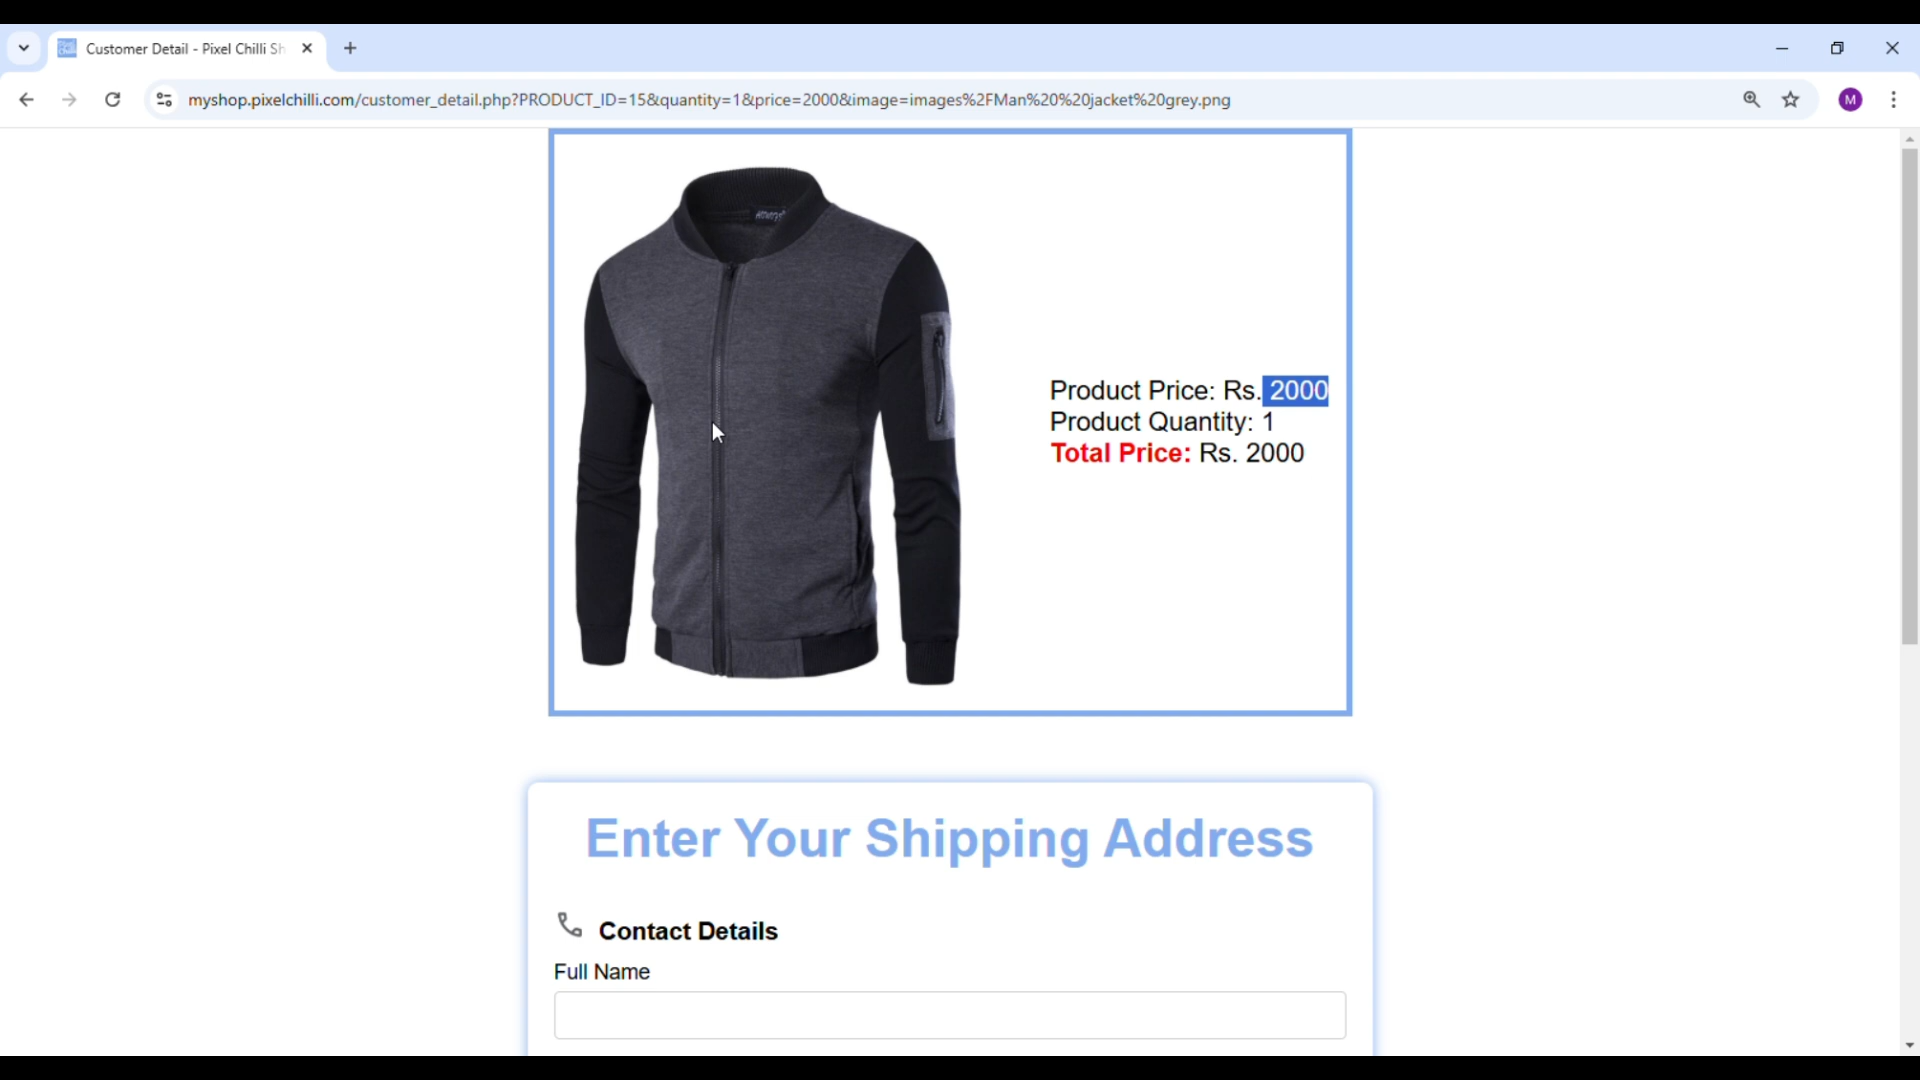 Customer Detail - Pixel Chilli Sh
myshop.pixelchilli.com/customer_detail.php?PRODUCT_ID=15&quantity=1&price=2000&image=images%2FMan%20%20jacket%20grey.png
M
Product Price: Rs. 2000
Product Quantity: 1
Total Price: Rs. 2000
Enter Your Shipping Address
Contact Details
Full Name